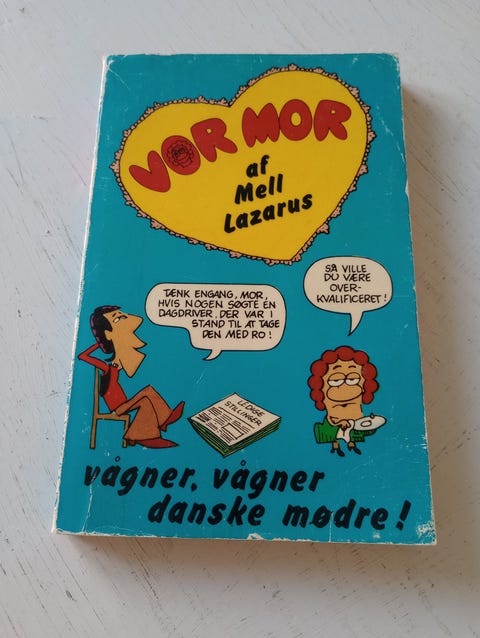 VOR MOR
af
Mell
Lazarus
TÆNK ENGANG, MOR,
HVIS NOGEN SØGTE ÉN
DAGDRIVER, DER VAR I
STAND TIL AT TAGE
DEN MED RO!
SÅ VILLE
DU VÆRE
OVER-
KVALIFICERET!
LEDIGE
STILLINGER
vågner, vågner
danske mødre!